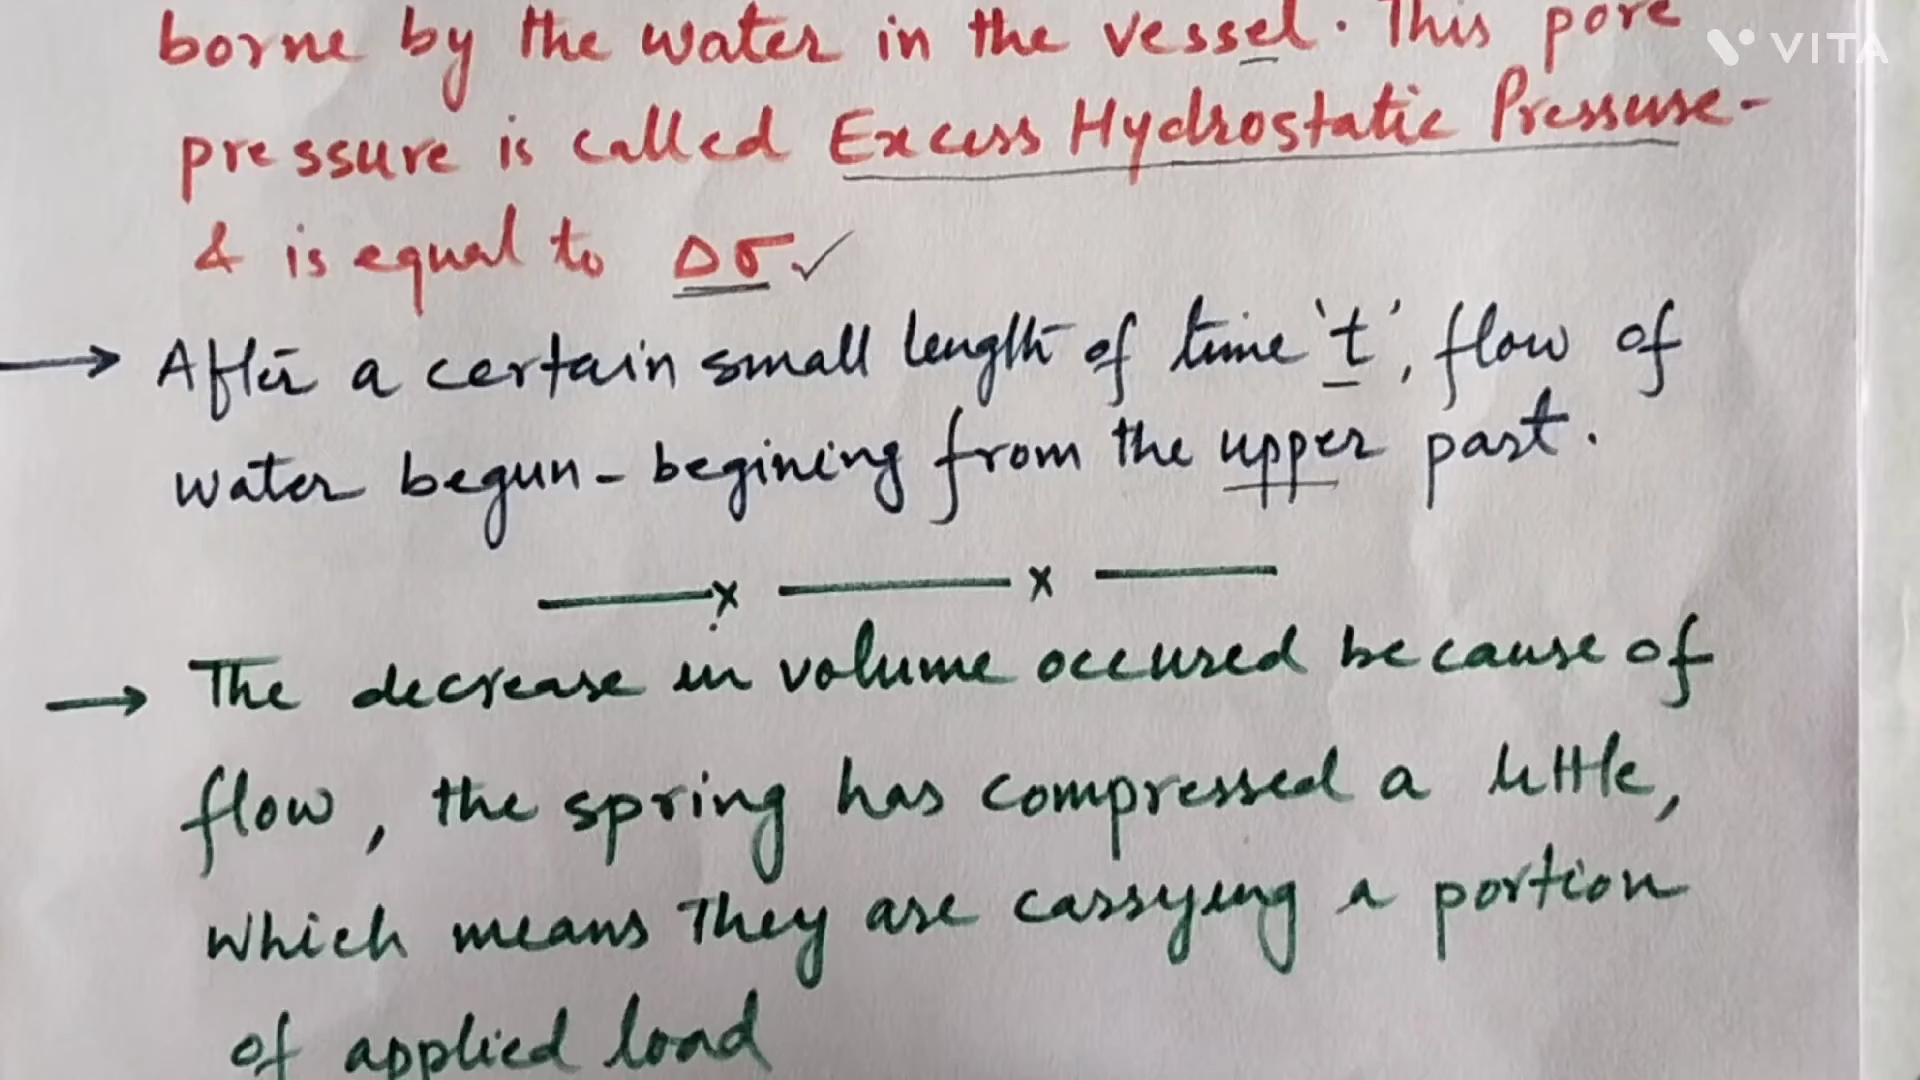 borne by the water in the vessel. This pore
VITA
pressure is called Excess Hydrostatic Pressure-
& is equal to Δσ ✓
→ After a certain small length of time 't', flow of
water begun - begining from the upper part.
——x ——— x ——
→ The decrease in volume occured because of
flow, the spring has compressed a little,
which means They are carrying a portion
of applied load